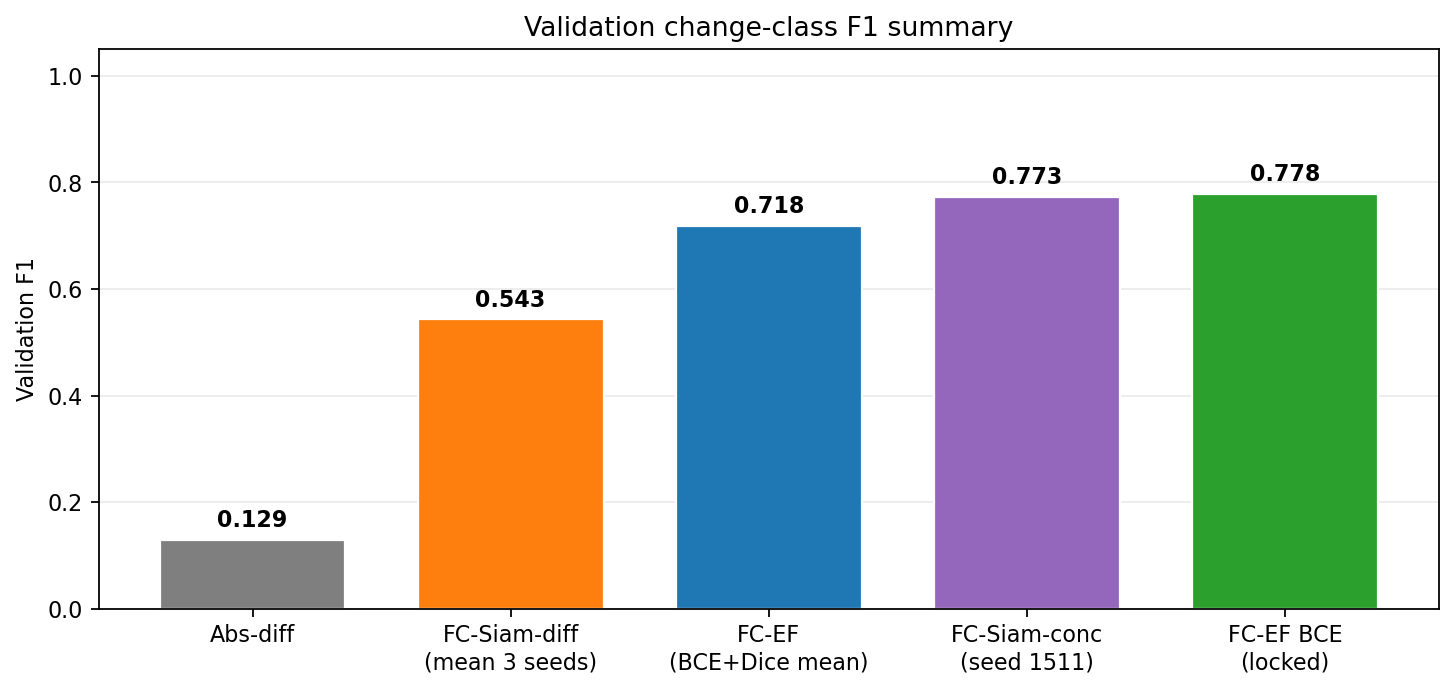 Validation change-class F1 summary
Validation F1
1.0
0.8
0.6
0.4
0.2
0.0
0.129
0.543
0.718
0.773
0.778
Abs-diff
FC-Siam-diff
(mean 3 seeds)
FC-EF
(BCE+Dice mean)
FC-Siam-conc
(seed 1511)
FC-EF BCE
(locked)